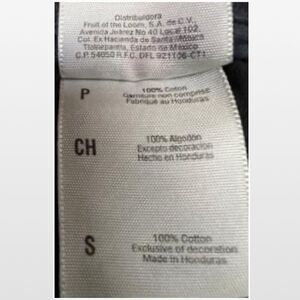 Distribuidora
Fruit of the Loom, S.A. de C.V.
Avenida Juárez No 40 Local 102
Col. Ex Hacienda de Santa Mónica
Tlalnepantla, Estado de México
C.P. 54050 R.F.C. DFL 921106-CT1
P
100% Cotton
Garniture non comprise
Fabriqué au Honduras
CH
100% Algodón
Excepto decoración
Hecho en Honduras
S
100% Cotton
Exclusive of decoration
Made in Honduras